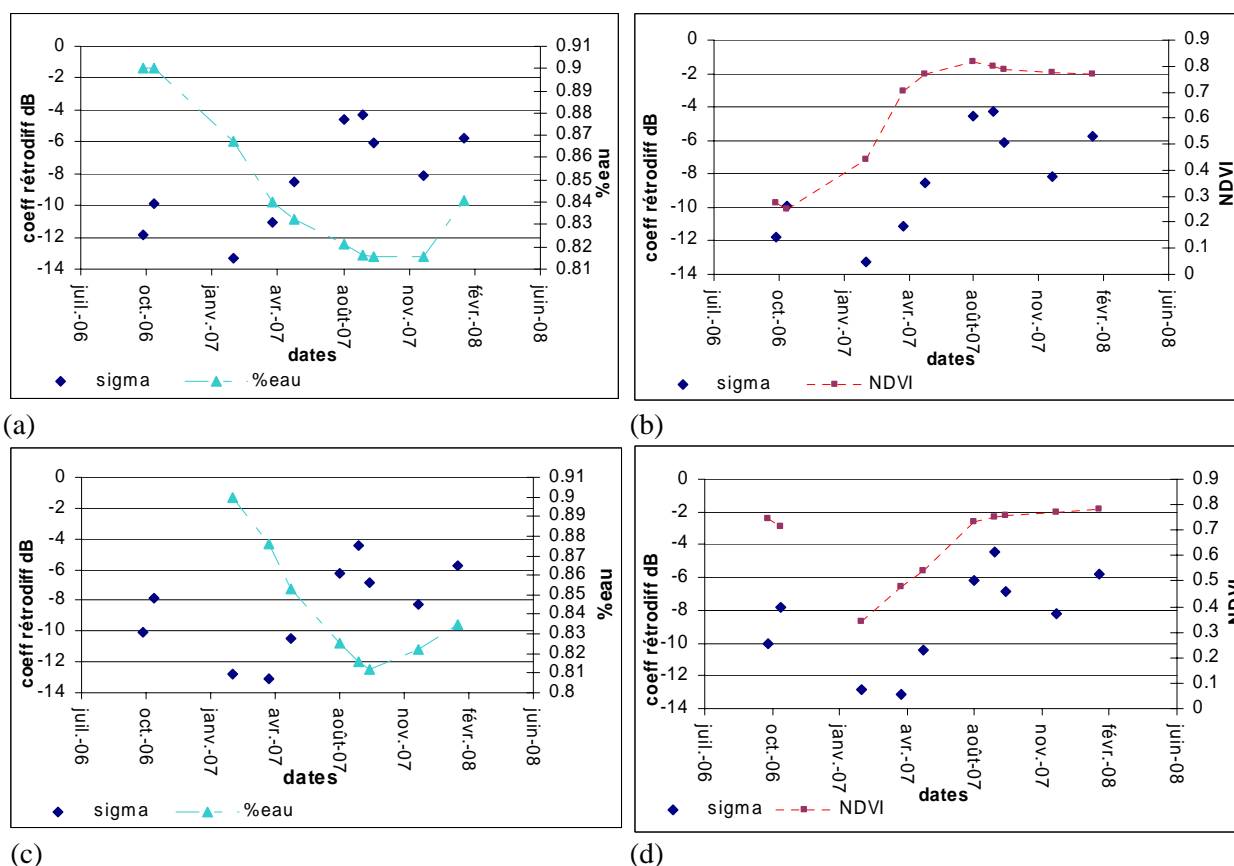 0
-2
-4
-6
-8
-10
-12
-14
coeff rétrodiff dB
0.91
0.9
0.89
0.88
0.87
0.86
0.85
0.84
0.83
0.82
0.81
%eau
juil.-06
oct.-06
janv.-07
avr.-07
août-07
nov.-07
févr.-08
juin-08
dates
sigma
%eau
(a)
0
-2
-4
-6
-8
-10
-12
-14
coeff rétrodiff dB
0.9
0.8
0.7
0.6
0.5
0.4
0.3
0.2
0.1
0
NDVI
juil.-06
oct.-06
janv.-07
avr.-07
août-07
nov.-07
févr.-08
juin-08
dates
sigma
NDVI
(b)
0
-2
-4
-6
-8
-10
-12
-14
coeff rétrodiff dB
0.91
0.9
0.89
0.88
0.87
0.86
0.85
0.84
0.83
0.82
0.81
0.8
%eau
juil.-06
oct.-06
janv.-07
avr.-07
août-07
nov.-07
févr.-08
juin-08
dates
sigma
%eau
(c)
0
-2
-4
-6
-8
-10
-12
-14
coeff rétrodiff dB
0.9
0.8
0.7
0.6
0.5
0.4
0.3
0.2
0.1
0
NDVI
juil.-06
oct.-06
janv.-07
avr.-07
août-07
nov.-07
févr.-08
juin-08
dates
sigma
NDVI
(d)